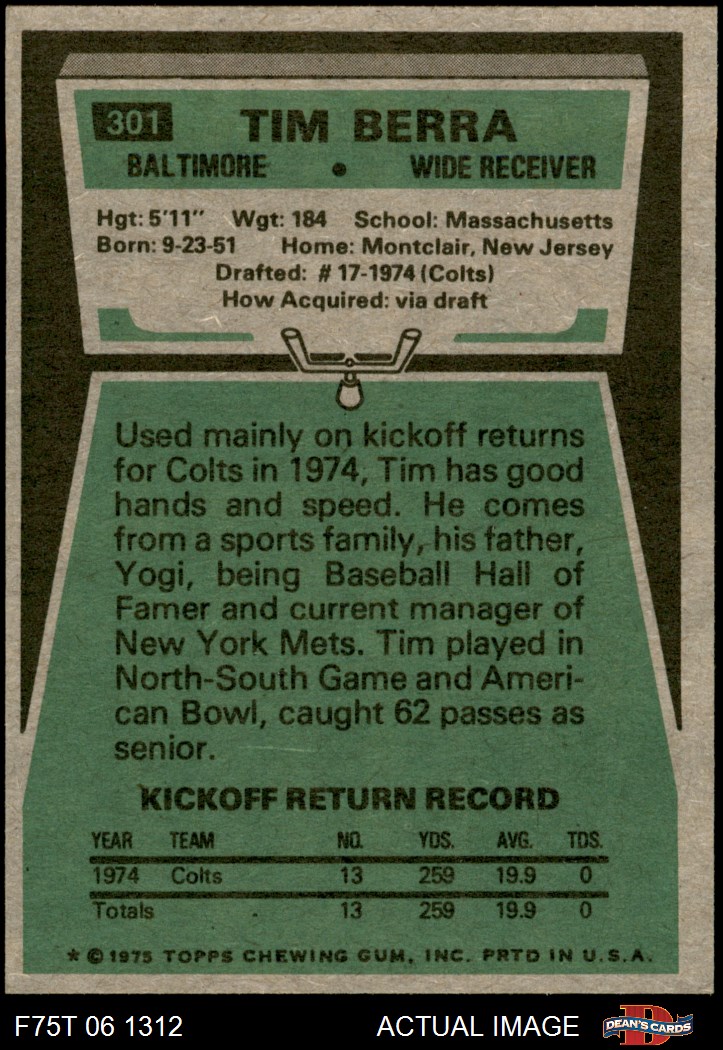 301 TIM BERRA
BALTIMORE • WIDE RECEIVER
Hgt: 5'11" Wgt: 184 School: Massachusetts
Born: 9-23-51 Home: Montclair, New Jersey
Drafted: # 17-1974 (Colts)
How Acquired: via draft
Used mainly on kickoff returns
for Colts in 1974, Tim has good
hands and speed. He comes
from a sports family, his father,
Yogi, being Baseball Hall of
Famer and current manager of
New York Mets. Tim played in
North-South Game and Ameri-
can Bowl, caught 62 passes as
senior.
KICKOFF RETURN RECORD
YEAR TEAM NO. YDS. AVG. TDS.
1974 Colts 13 259 19.9 0
Totals 13 259 19.9 0
* © 1975 TOPPS CHEWING GUM, INC. PRTD IN U.S.A.
F75T 06 1312 ACTUAL IMAGE D DEAN'S CARDS